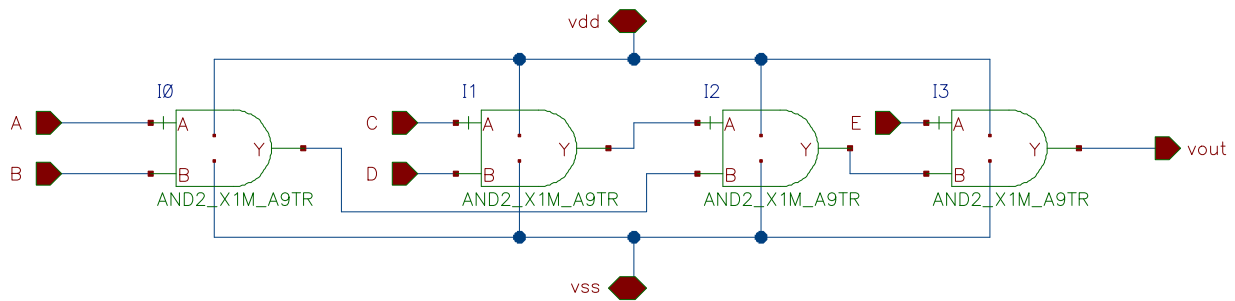 vdd
I0 I1 I2 I3
A A C A A E A
Y Y Y Y vout
B B D B B B
AND2_X1M_A9TR AND2_X1M_A9TR AND2_X1M_A9TR AND2_X1M_A9TR
vss